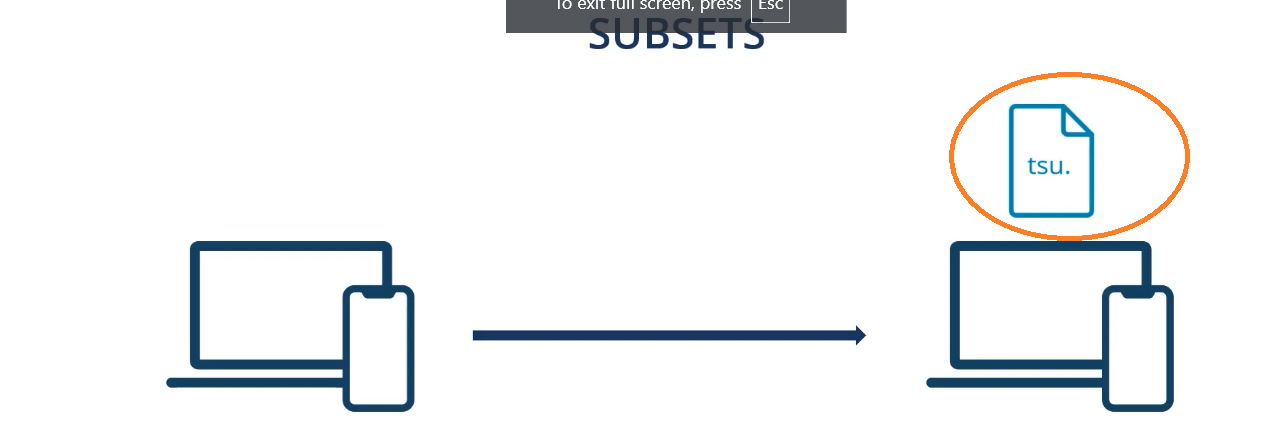 To exit full screen, press Esc
SUBSETS
tsu.